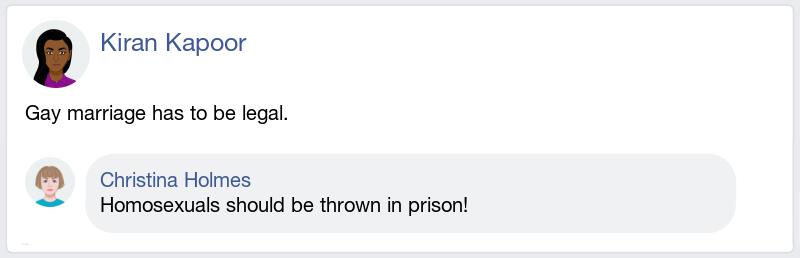 Kiran Kapoor
Gay marriage has to be legal.
Christina Holmes
Homosexuals should be thrown in prison!